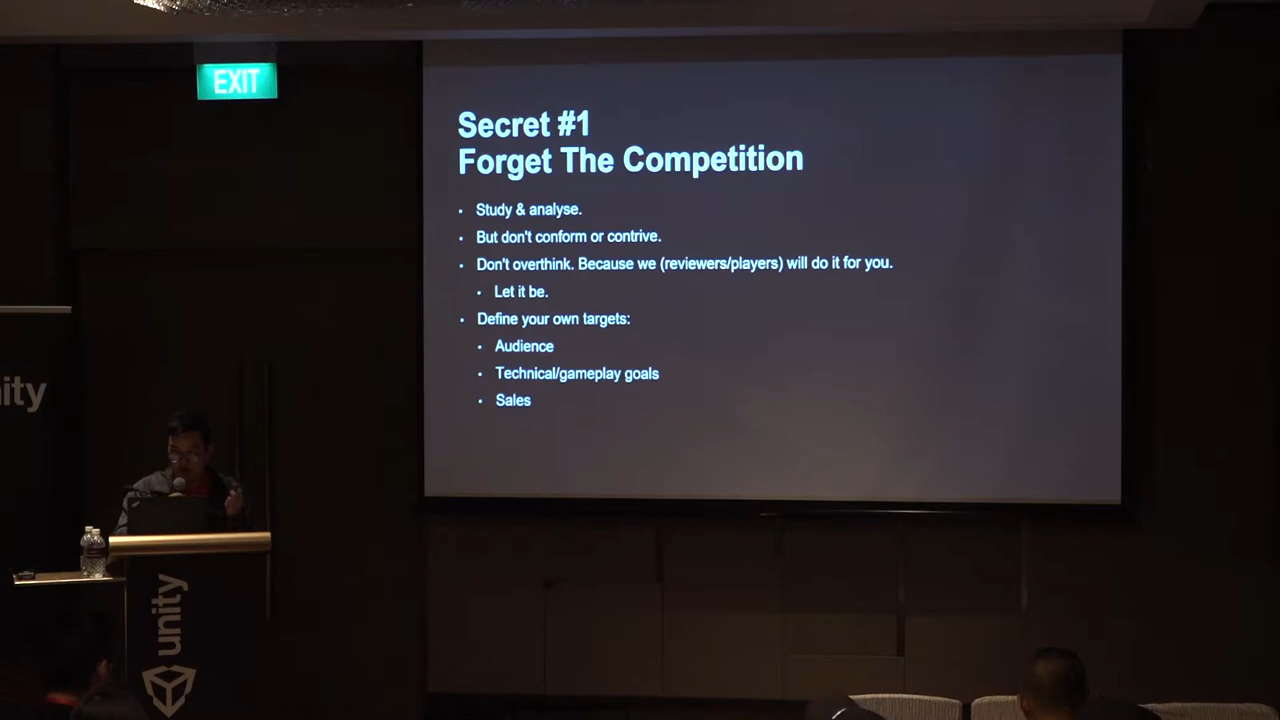 EXIT
Secret #1
Forget The Competition
Study & analyse.
But don't conform or contrive.
Don't overthink. Because we (reviewers/players) will do it for you.
Let it be.
Define your own targets:
Audience
Technical/gameplay goals
Sales
ity
unity